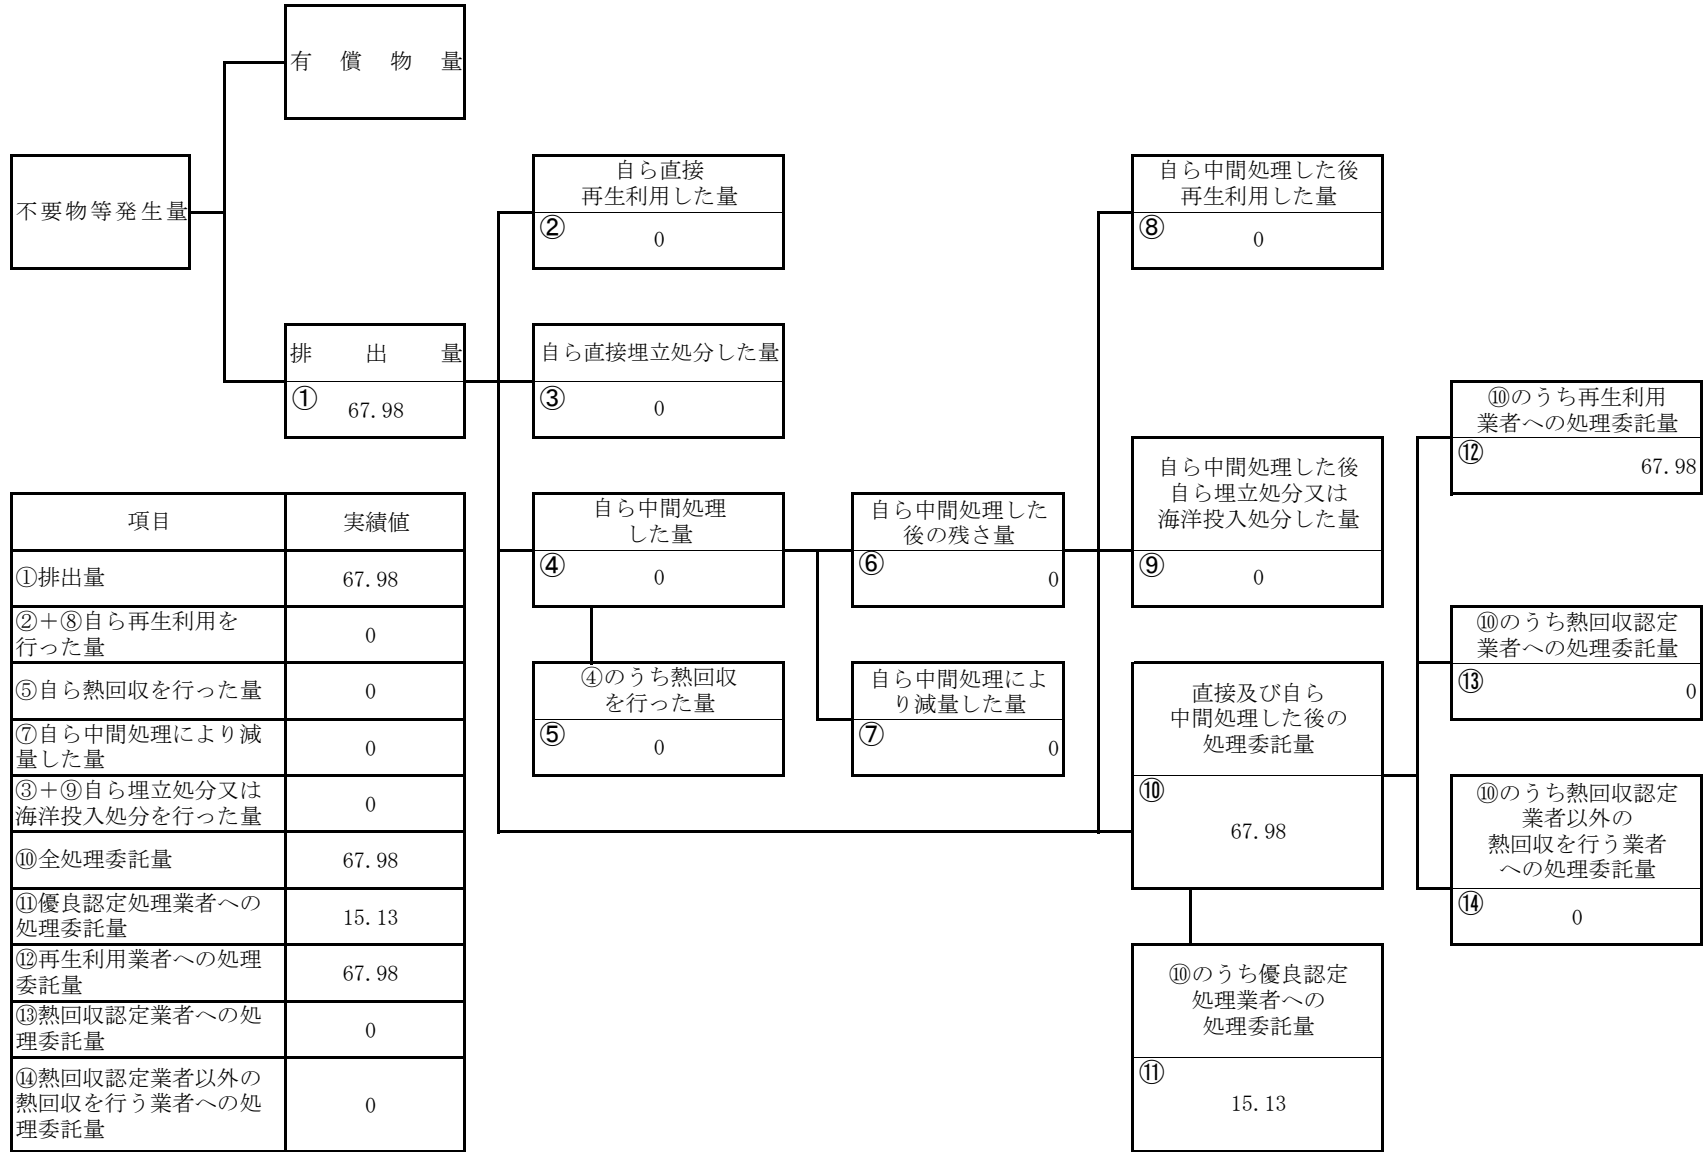 有償物量
不要物等発生量
自ら直接
再生利用した量
②
0
自ら中間処理した後
再生利用した量
⑧
0
排出量
①
67.98
自ら直接埋立処分した量
③
0
⑩のうち再生利用
業者への処理委託量
⑫
67.98
自ら中間処理
した量
④
0
自ら中間処理した
後の残さ量
⑥
0
自ら中間処理した後
自ら埋立処分又は
海洋投入処分した量
⑨
0
⑩のうち熱回収認定
業者への処理委託量
⑬
0
④のうち熱回収
を行った量
⑤
0
自ら中間処理によ
り減量した量
⑦
0
直接及び自ら
中間処理した後の
処理委託量
⑩
67.98
⑩のうち熱回収認定
業者以外の
熱回収を行う業者
への処理委託量
⑭
0
⑩のうち優良認定
処理業者への
処理委託量
⑪
15.13
項目 実績値
①排出量 67.98
②+⑧自ら再生利用を
行った量
0
⑤自ら熱回収を行った量 0
⑦自ら中間処理により減
量した量
0
③+⑨自ら埋立処分又は
海洋投入処分を行った量
0
⑩全処理委託量 67.98
⑪優良認定処理業者への
処理委託量
15.13
⑫再生利用業者への処理
委託量
67.98
⑬熱回収認定業者への処
理委託量
0
⑭熱回収認定業者以外の
熱回収を行う業者への処
理委託量
0